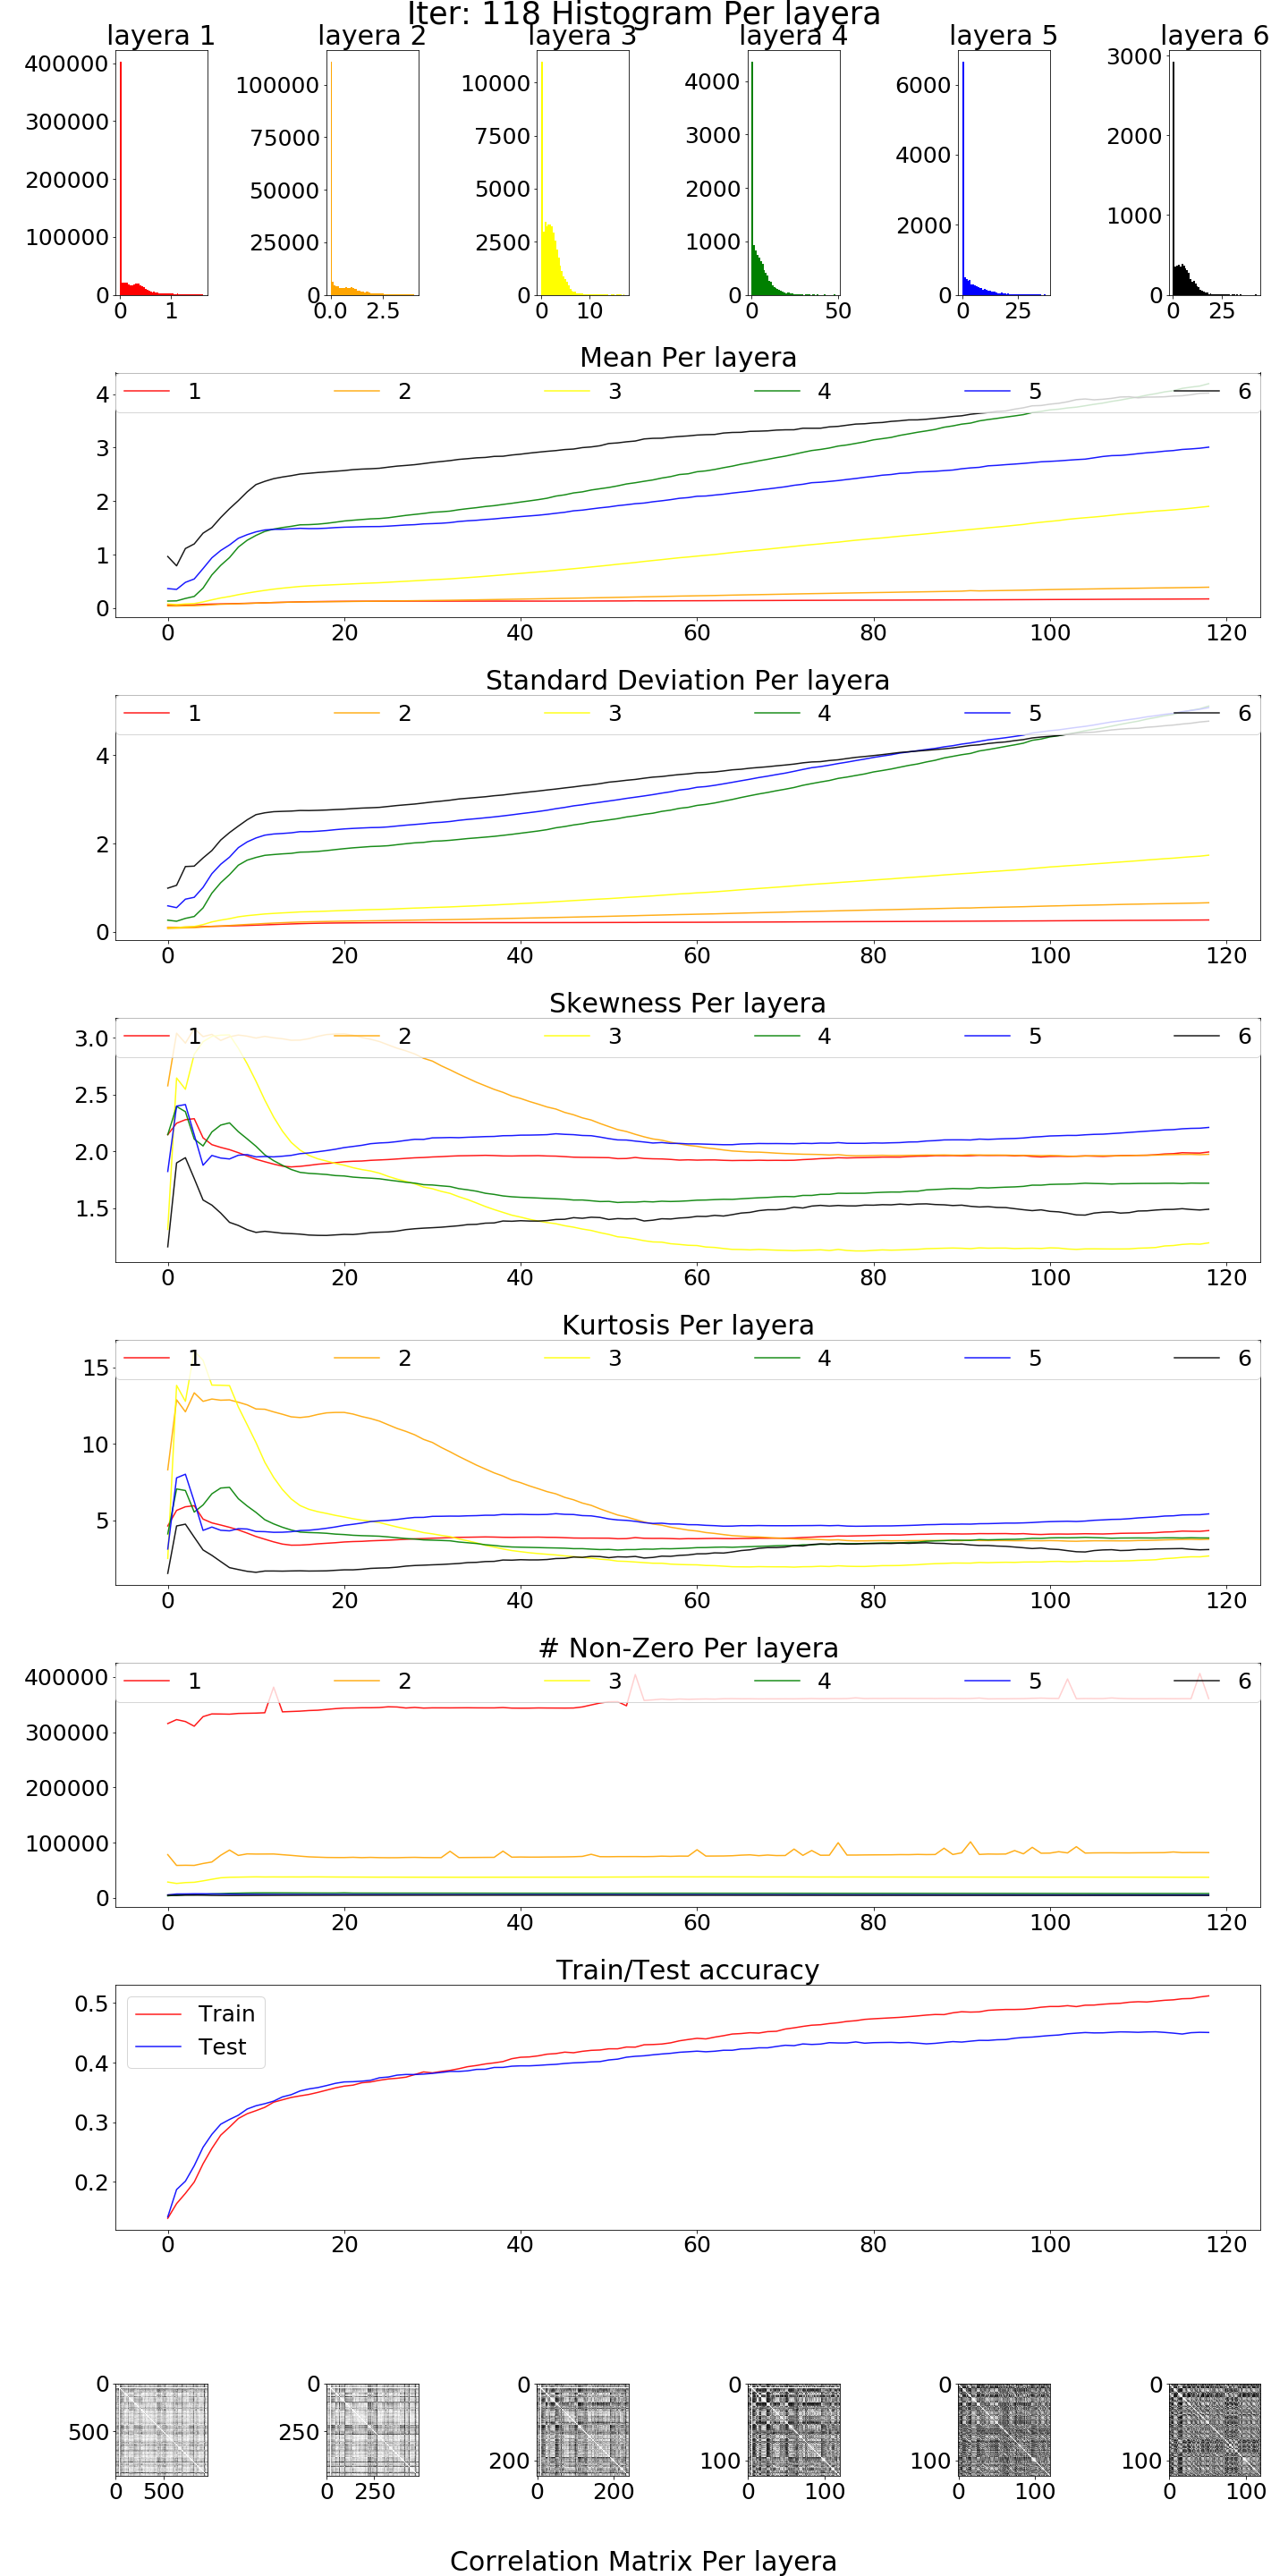 Iter: 118 Histogram Per layera
layera 1 layera 2 layera 3 layera 4 layera 5 layera 6
400000 300000 200000 100000 0
0 1
100000 75000 50000 25000 0
0.0 2.5
10000 7500 5000 2500 0
0 10
4000 3000 2000 1000 0
0 50
6000 4000 2000 0
0 25
3000 2000 1000 0
0 25
Mean Per layera
1 2 3 4 5 6
4
3
2
1
0
0 20 40 60 80 100 120
Standard Deviation Per layera
1 2 3 4 5 6
4
2
0
0 20 40 60 80 100 120
Skewness Per layera
1 2 3 4 5 6
3.0
2.5
2.0
1.5
0 20 40 60 80 100 120
Kurtosis Per layera
1 2 3 4 5 6
15
10
5
0 20 40 60 80 100 120
# Non-Zero Per layera
1 2 3 4 5 6
400000
300000
200000
100000
0
0 20 40 60 80 100 120
Train/Test accuracy
Train
Test
0.5
0.4
0.3
0.2
0 20 40 60 80 100 120
0 500
0 500
0 250
0 250
0 200
0 200
0 100
0 100
0 100
0 100
0 100
0 100
Correlation Matrix Per layera